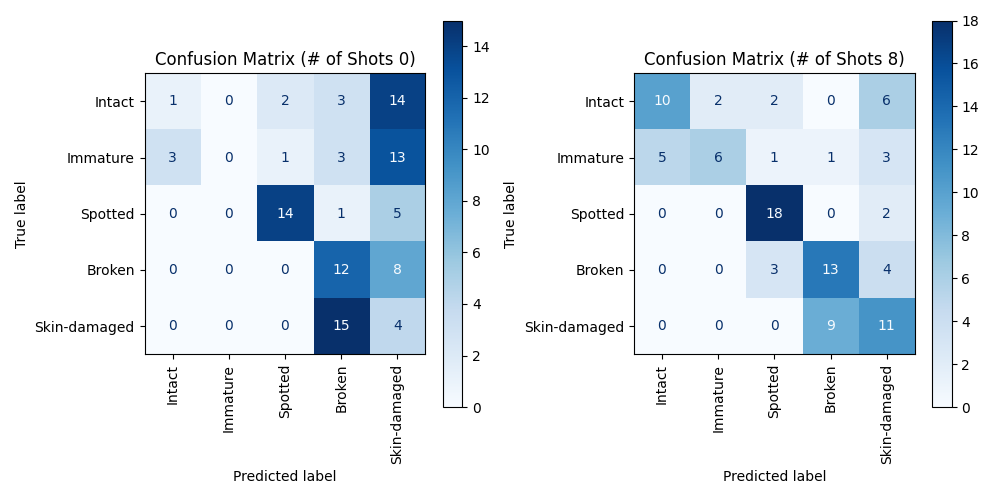 Confusion Matrix (# of Shots 0)
True label
Intact 1 0 2 3 14
Immature 3 0 1 3 13
Spotted 0 0 14 1 5
Broken 0 0 0 12 8
Skin-damaged 0 0 0 15 4
Intact Immature Spotted Broken Skin-damaged
Predicted label
14
12
10
8
6
4
2
0
Confusion Matrix (# of Shots 8)
True label
Intact 10 2 2 0 6
Immature 5 6 1 1 3
Spotted 0 0 18 0 2
Broken 0 0 3 13 4
Skin-damaged 0 0 0 9 11
Intact Immature Spotted Broken Skin-damaged
Predicted label
18
16
14
12
10
8
6
4
2
0